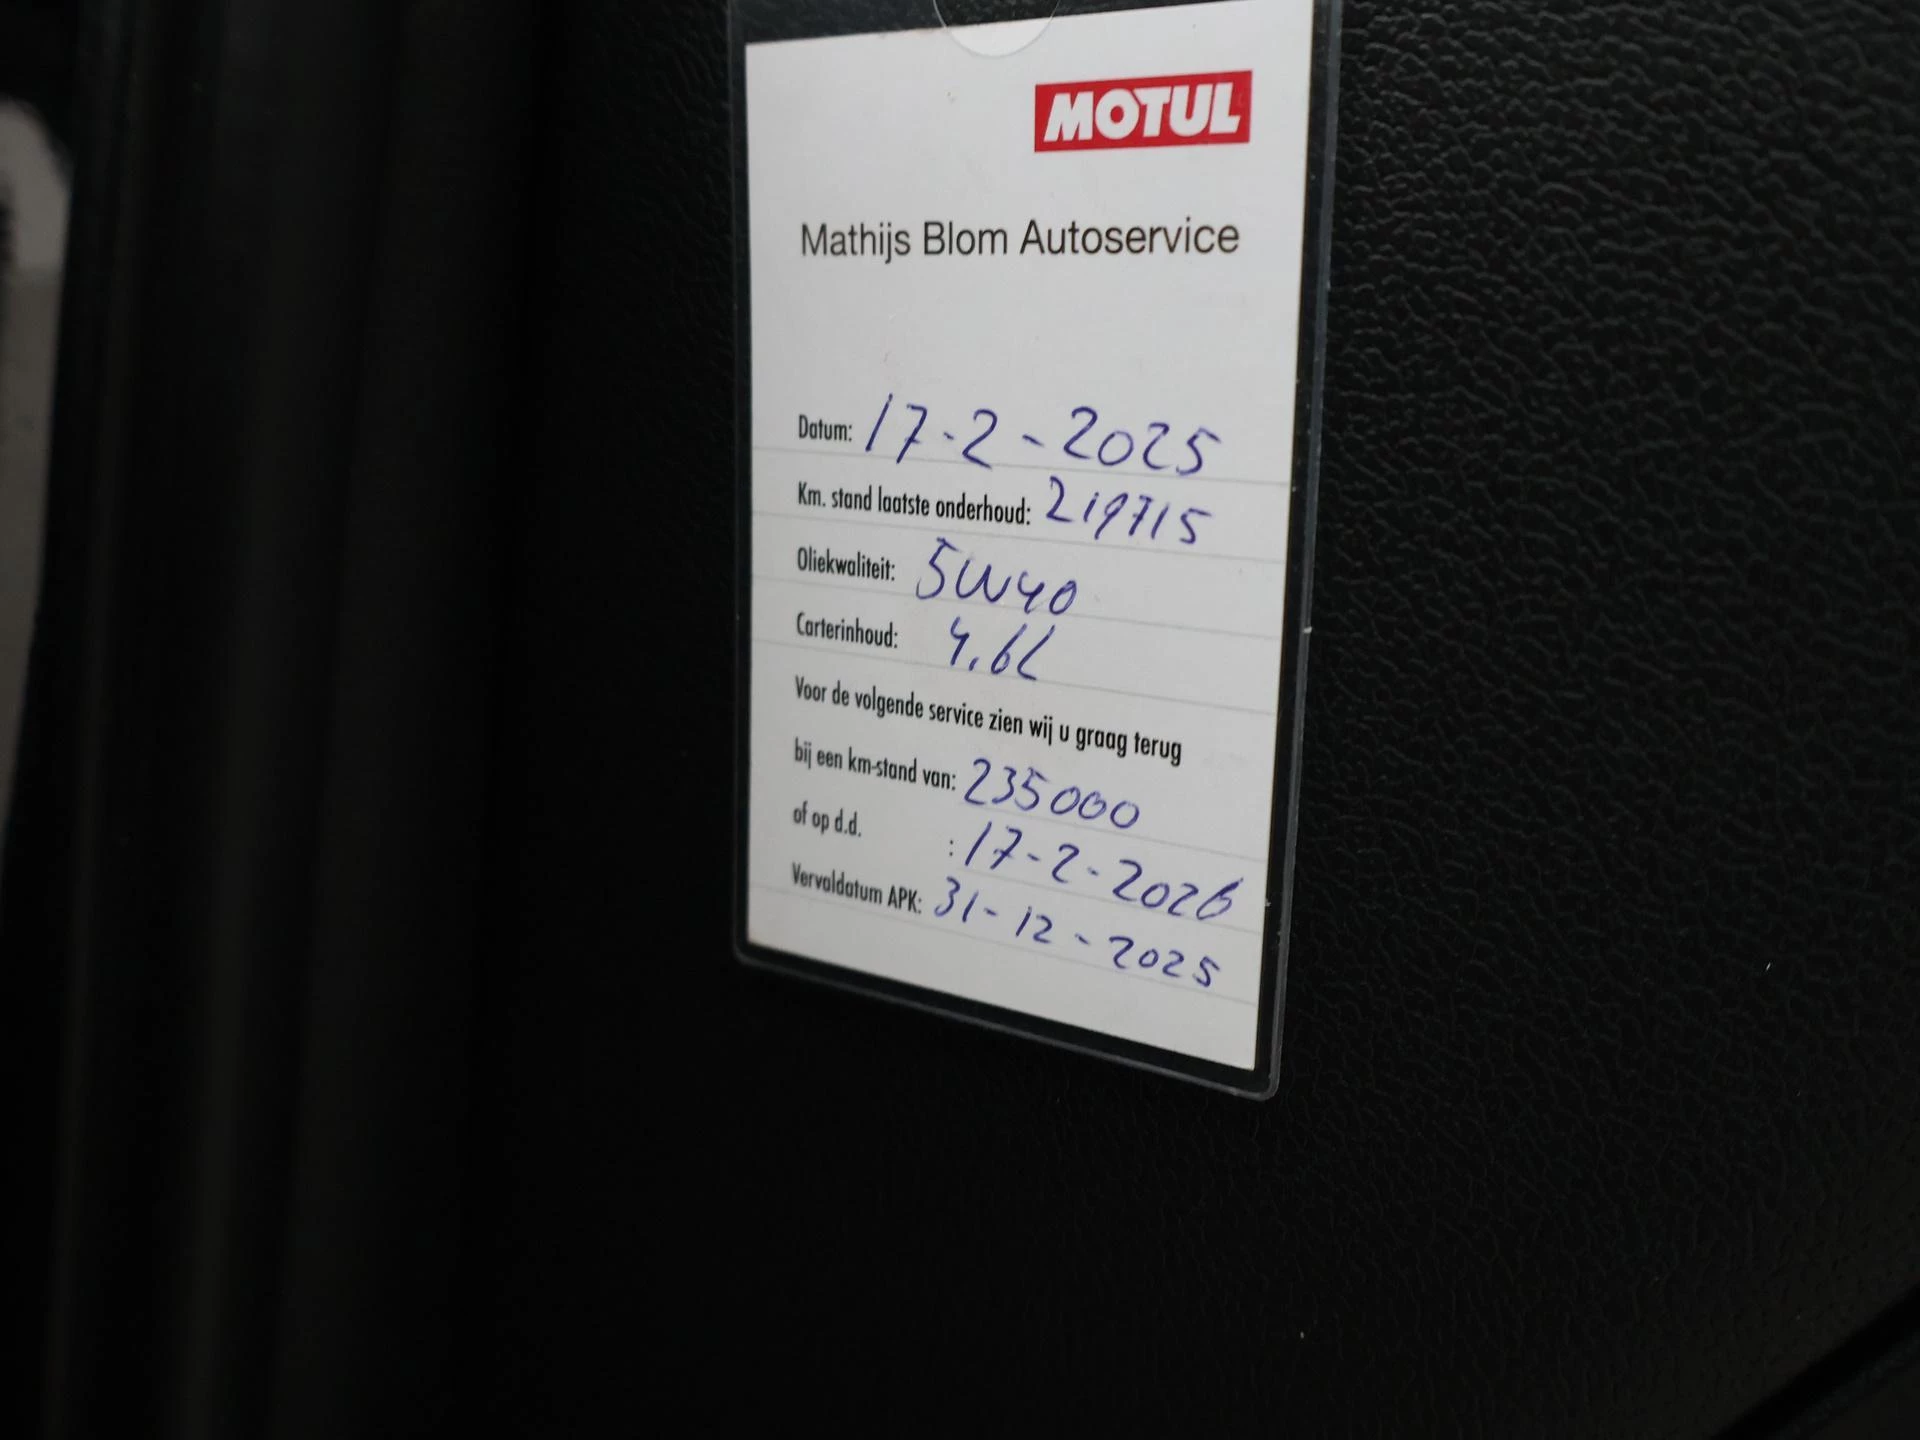 MOTUL
Mathijs Blom Autoservice
Datum: 17-2-2025
Km. stand laatste onderhoud: 219715
Oliekwaliteit: 5W40
Carterinhoud: 4.6L
Voor de volgende service zien wij u graag terug
bij een km-stand van: 235000
of op d.d. : 17-2-2026
Vervaldatum APK: 31-12-2025